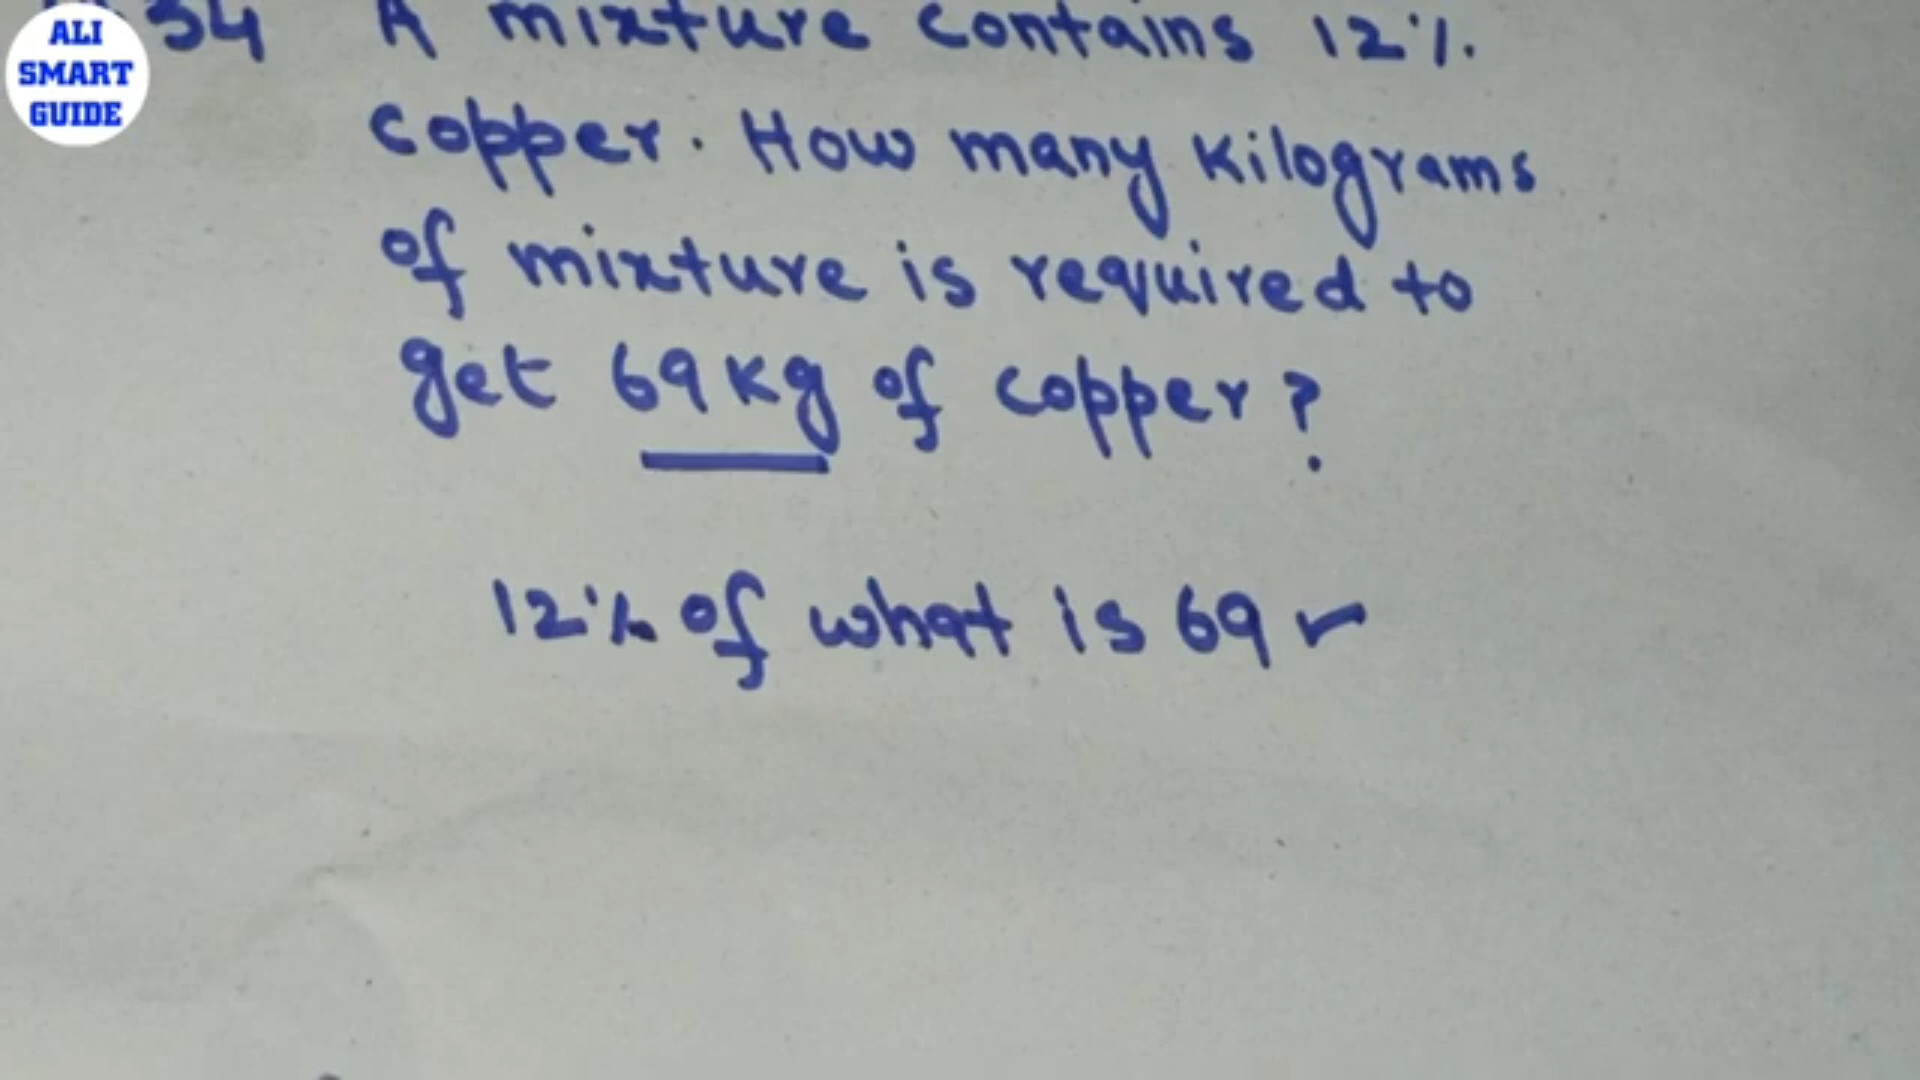 ALI
SMART
GUIDE
34 A mixture contains 12%.
copper. How many kilograms
of mixture is required to
get 69 kg of copper?
12% of what is 69 ✓